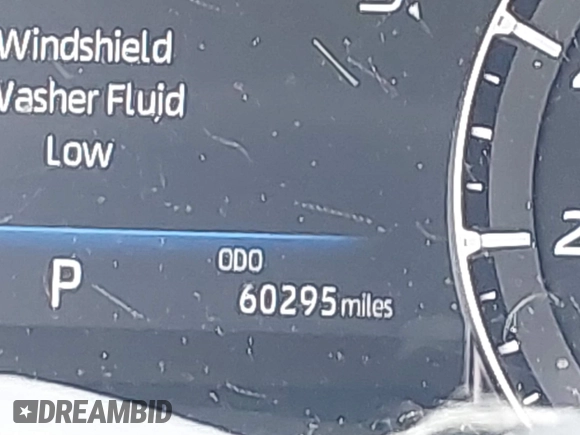 Windshield
Washer Fluid
Low
ODO
P
60295 miles
DREAMBID